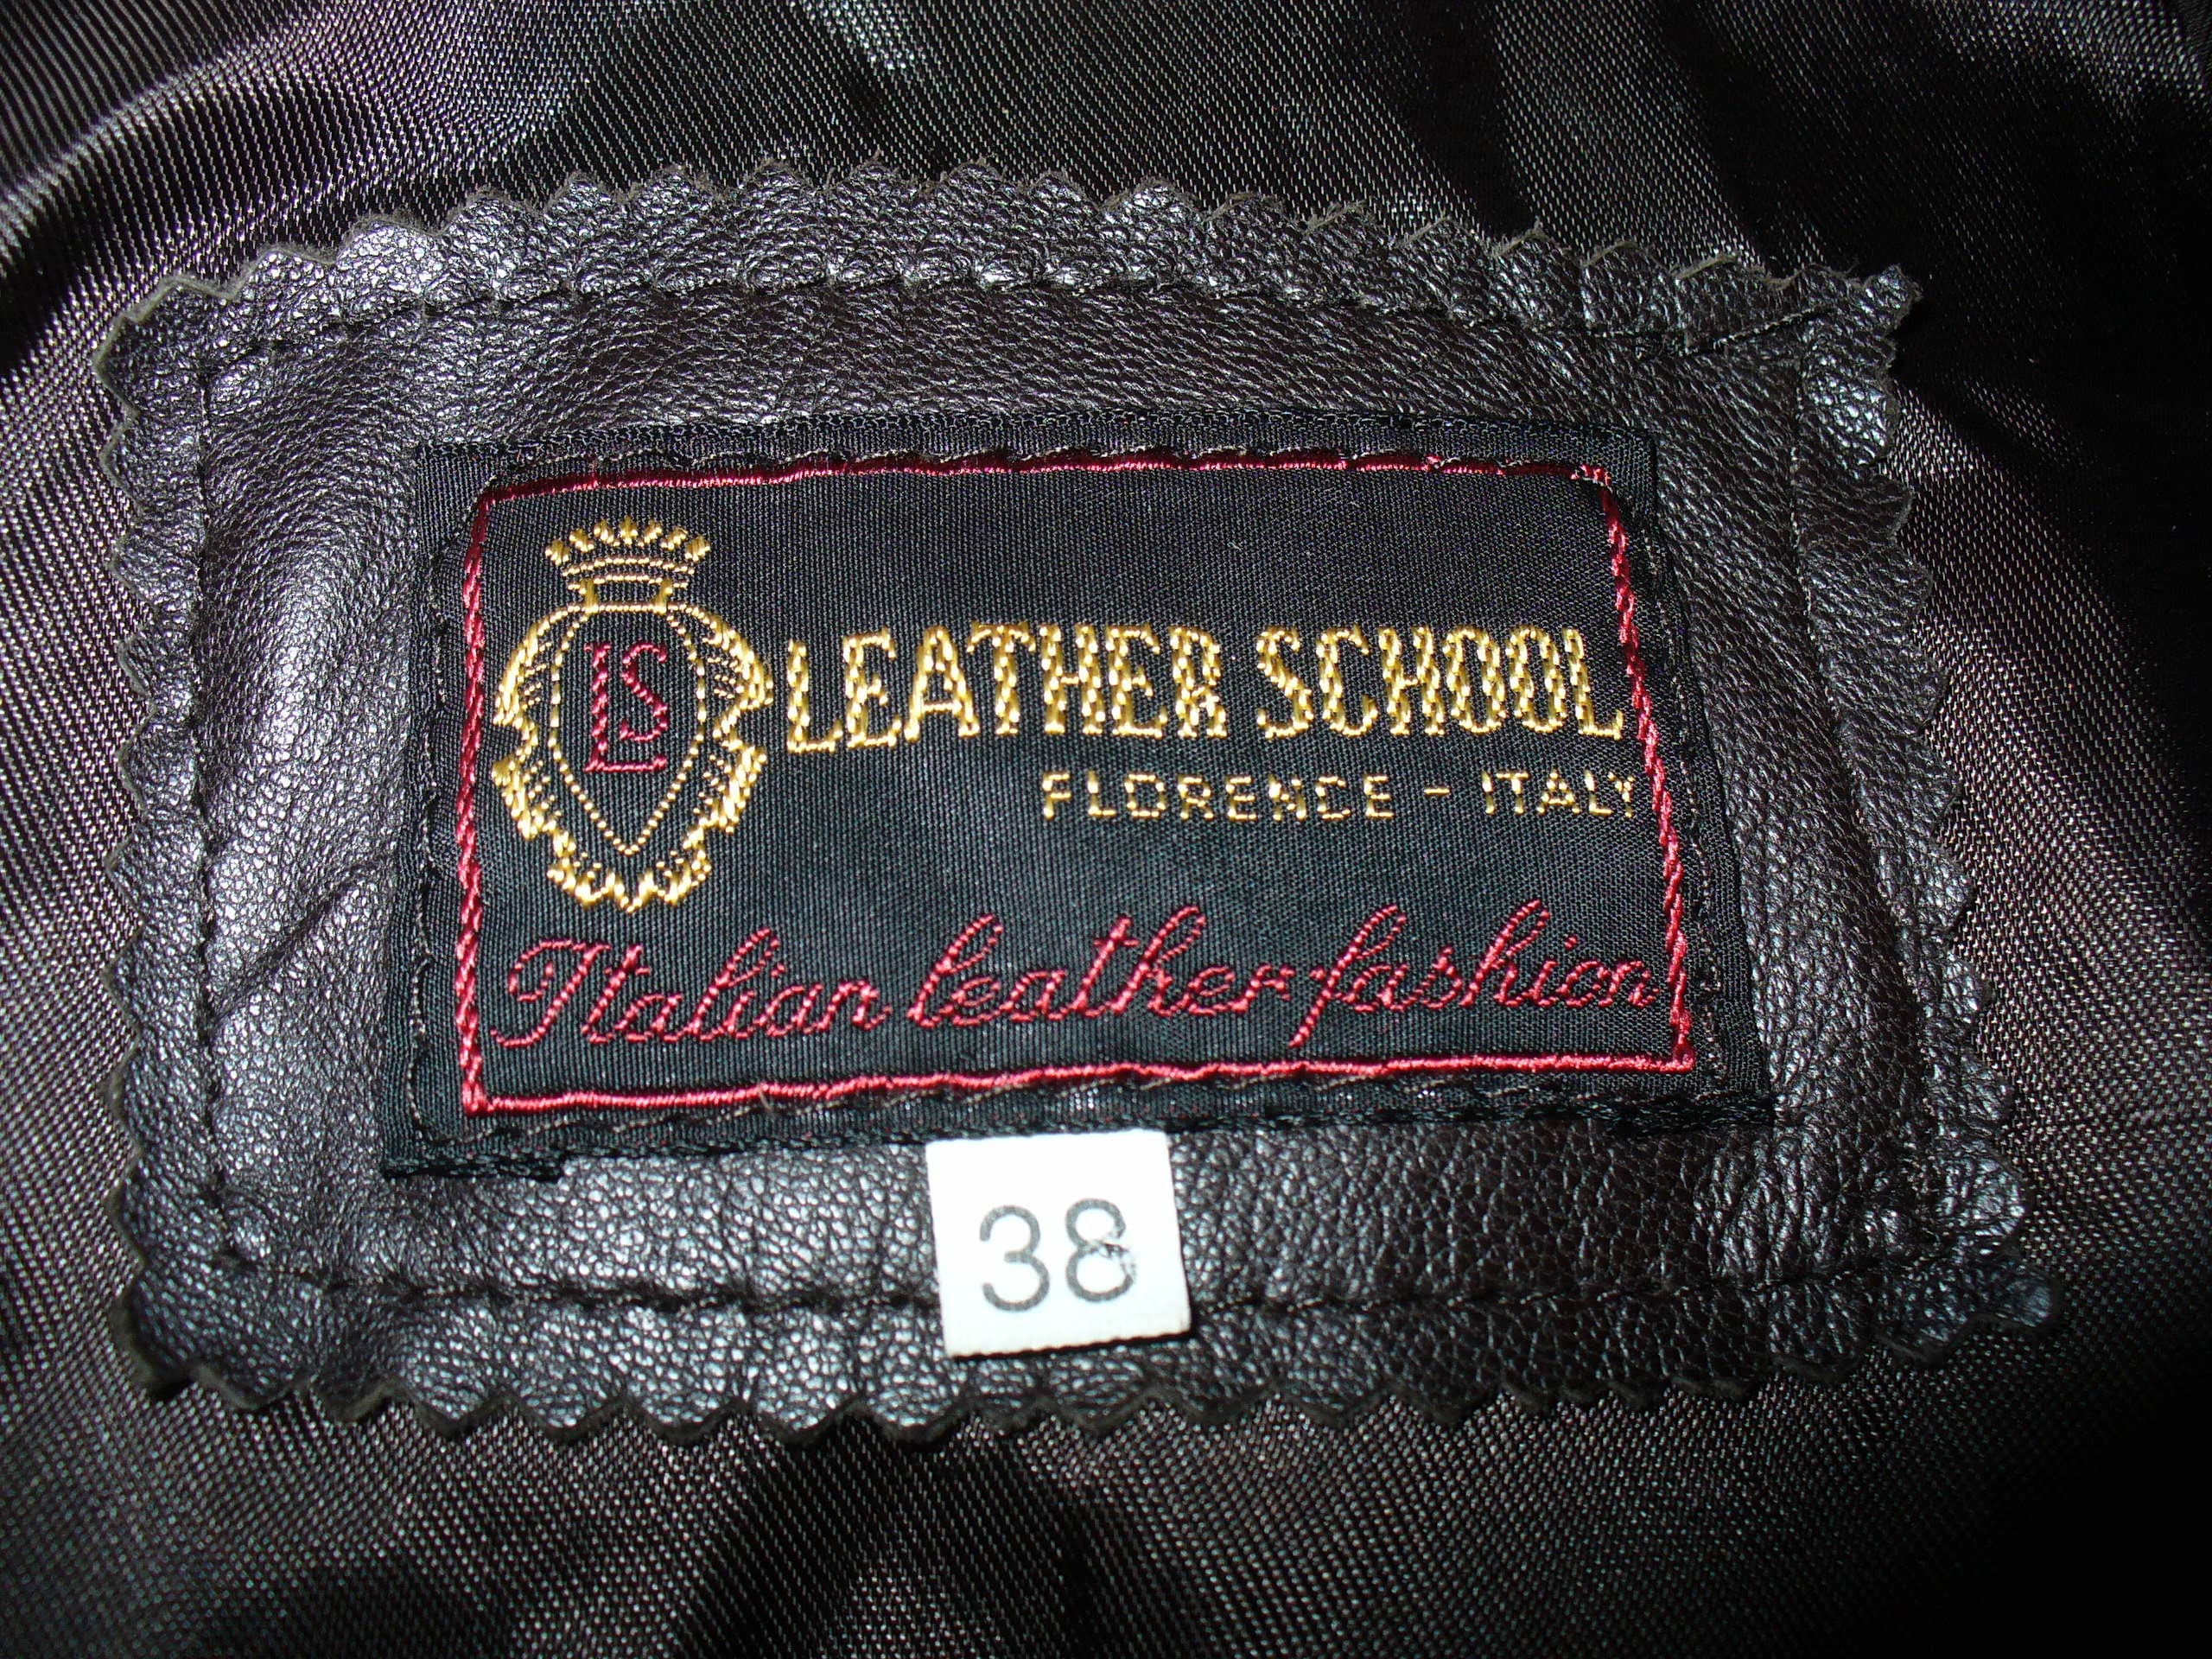 LS
LEATHER SCHOOL
FLORENCE - ITALY
Italian leather fashion
38